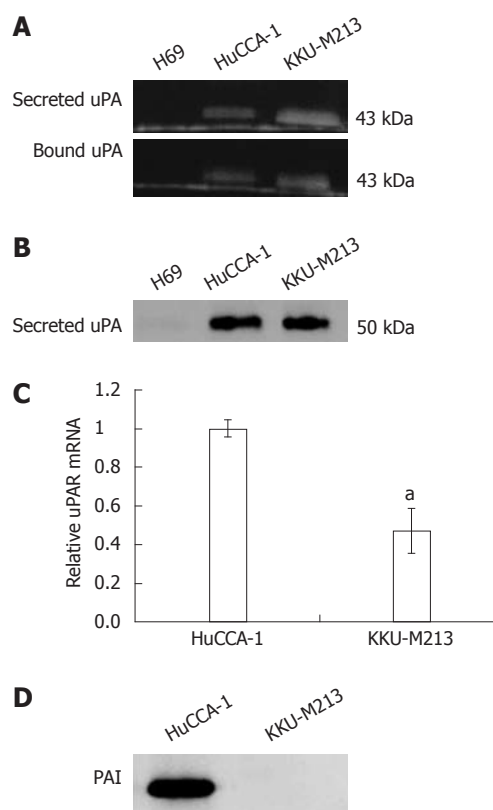 A
H69 HuCCA-1 KKU-M213
Secreted uPA 43 kDa
Bound uPA 43 kDa
B
H69 HuCCA-1 KKU-M213
Secreted uPA 50 kDa
C
Relative uPAR mRNA
1.2
1
0.8
0.6
0.4
0.2
0
a
HuCCA-1 KKU-M213
D
HuCCA-1 KKU-M213
PAI